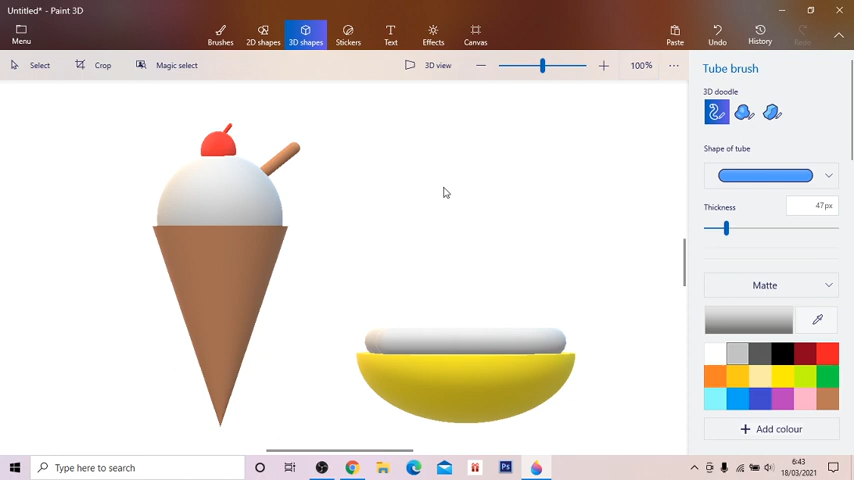 Untitled* - Paint 3D
Menu
Brushes
2D shapes
3D shapes
Stickers
Text
Effects
Canvas
Paste
Undo
History
Redo
Select
Crop
Magic select
3D view
100%
Tube brush
3D doodle
Shape of tube
Thickness
47px
Matte
Add colour
Type here to search
Ps
6:43
18/03/2021